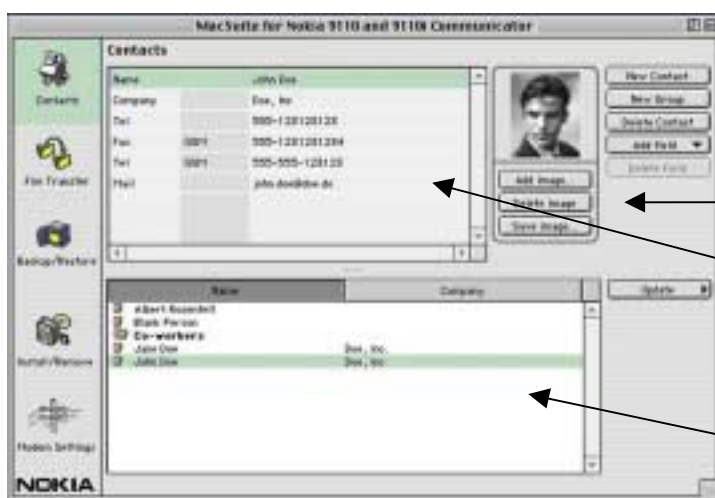 MacSuite for Nokia 9110 and 9110i Communicator
Contacts
Contacts
File Transfer
Backup/Restore
Install/Remove
Modem Settings
NOKIA
Name John Doe
Company Doe, Inc
Tel
Fax
Tel
Mail
Add image...
Delete image
Save image...
New Contact
New Group
Delete Contact
Add field
Delete field
Name Company
Albert Rosenfelt
Blank Person
Co-workers
Jane Doe Doe, Inc.
John Doe Doe, Inc.
Update